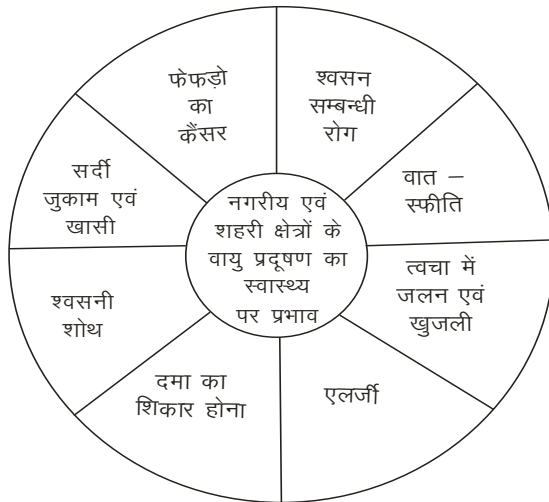 नगरीय एवं
शहरी क्षेत्रों के
वायु प्रदूषण का
स्वास्थ्य
पर प्रभाव
श्वसन
सम्बन्धी
रोग
वात –
स्फीति
त्वचा में
जलन एवं
खुजली
एलर्जी
दमा का
शिकार होना
श्वसनी
शोथ
सर्दी
जुकाम एवं
खासी
फेफड़ो
का
कैंसर